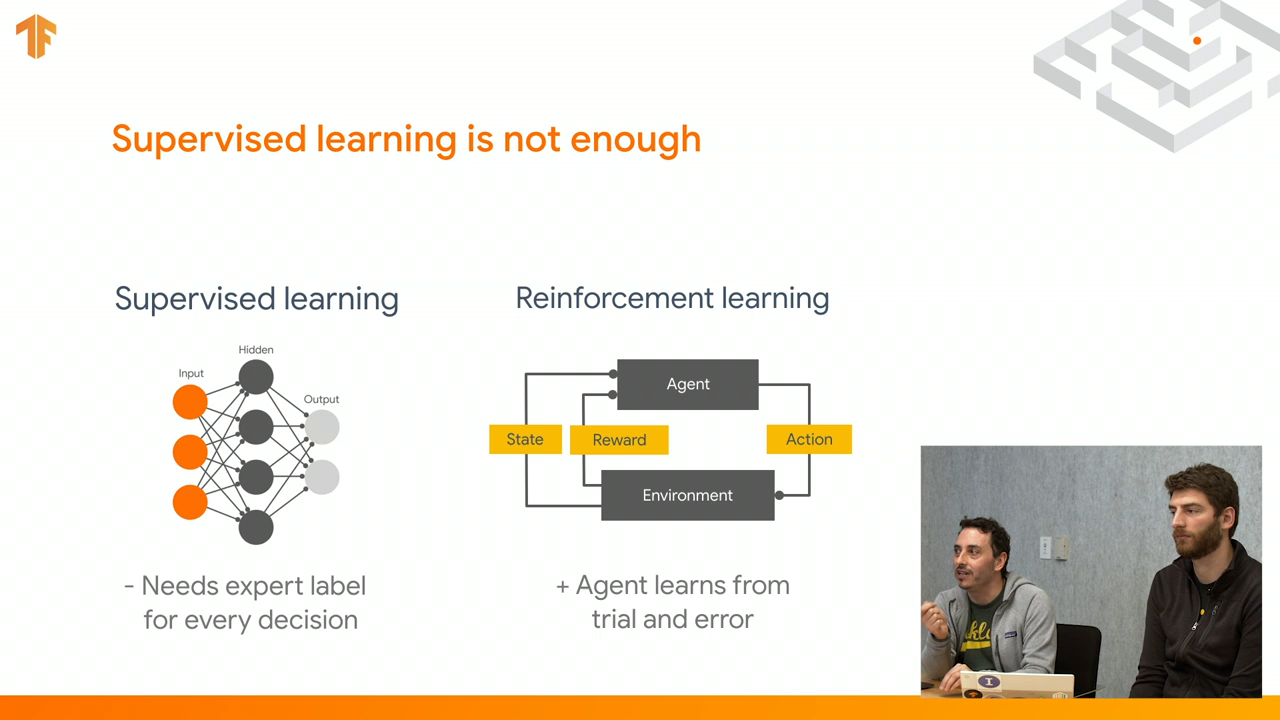 Supervised learning is not enough
Supervised learning
Reinforcement learning
Hidden
Input
Output
Agent
State
Reward
Action
Environment
- Needs expert label
for every decision
+ Agent learns from
trial and error